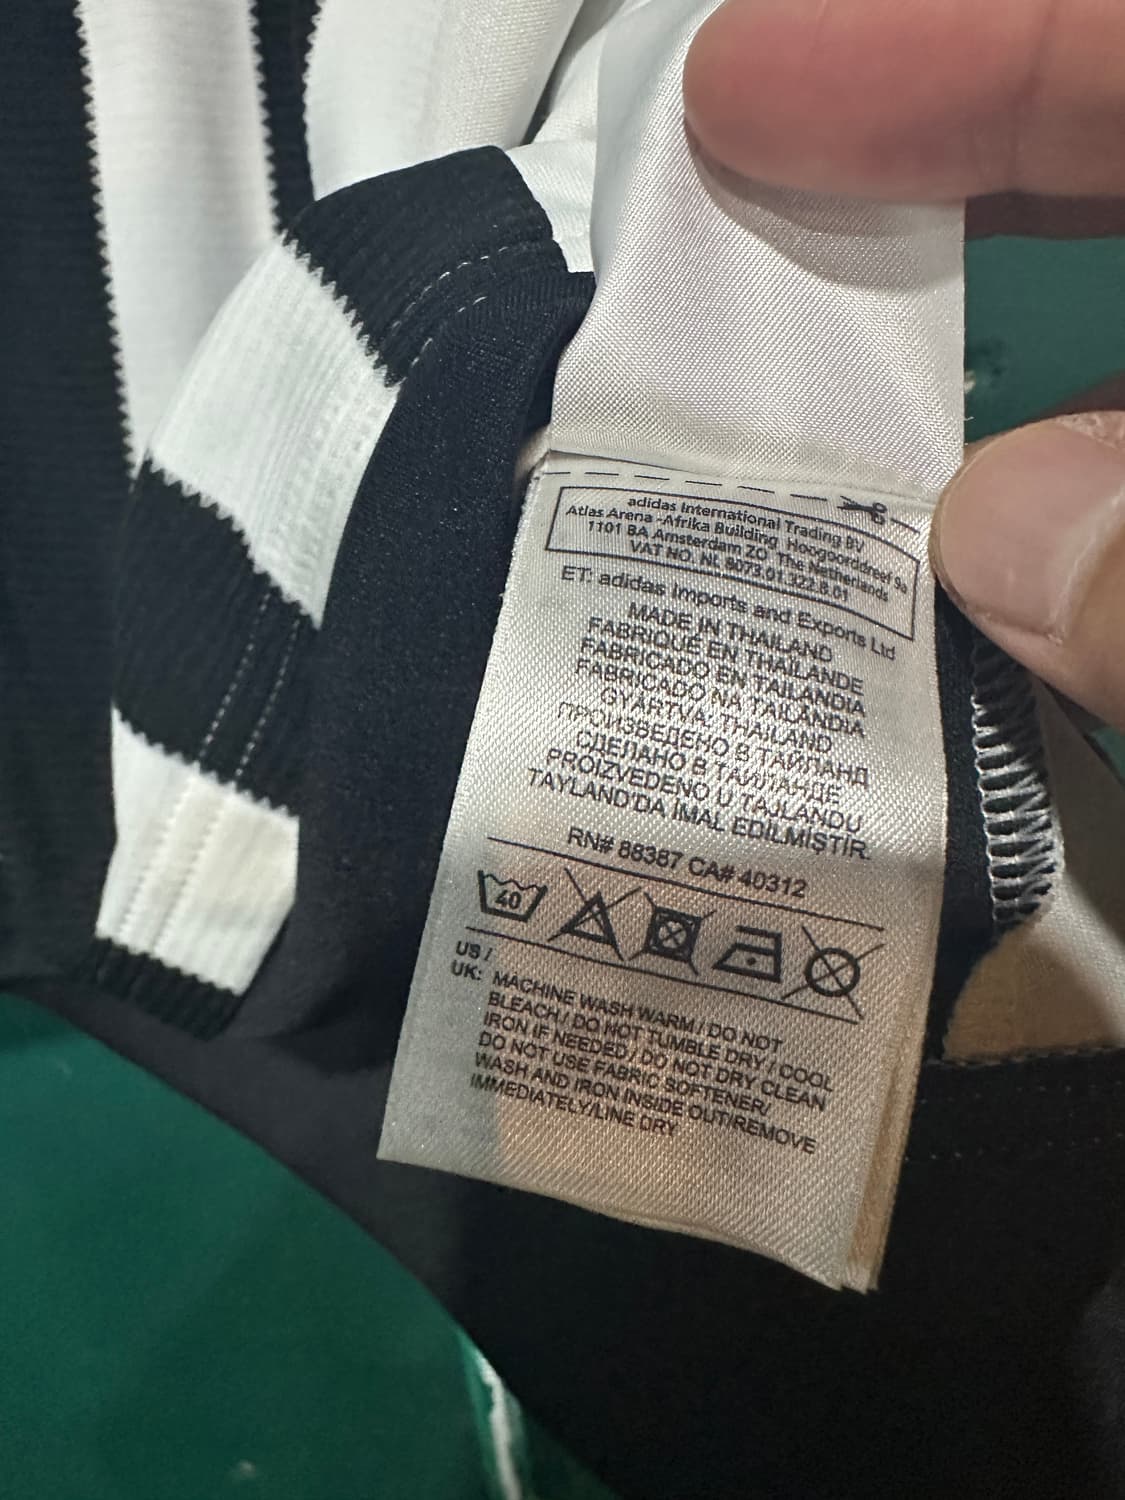 adidas International Trading BV
Atlas Arena -Afrika Building Hoogoorddreef 9a
1101 BA Amsterdam ZO The Netherlands
VAT NO. NL 8073.01.322.B.01
ET: adidas Imports and Exports Ltd
MADE IN THAILAND
FABRIQUÉ EN THAÏLANDE
FABRICADO EN TAILANDIA
FABRICADO NA TAILÂNDIA
GYÁRTVA: THAILAND
ПРОИЗВЕДЕНО В ТАЙЛАНД
СДЕЛАНО В ТАИЛАНДЕ
PROIZVEDENO U TAJLANDU
TAYLAND'DA İMAL EDİLMİŞTİR.
RN# 88387 CA# 40312
40
US /
UK: MACHINE WASH WARM / DO NOT
BLEACH / DO NOT TUMBLE DRY / COOL
IRON IF NEEDED / DO NOT DRY CLEAN
DO NOT USE FABRIC SOFTENER/
WASH AND IRON INSIDE OUT/REMOVE
IMMEDIATELY/LINE DRY